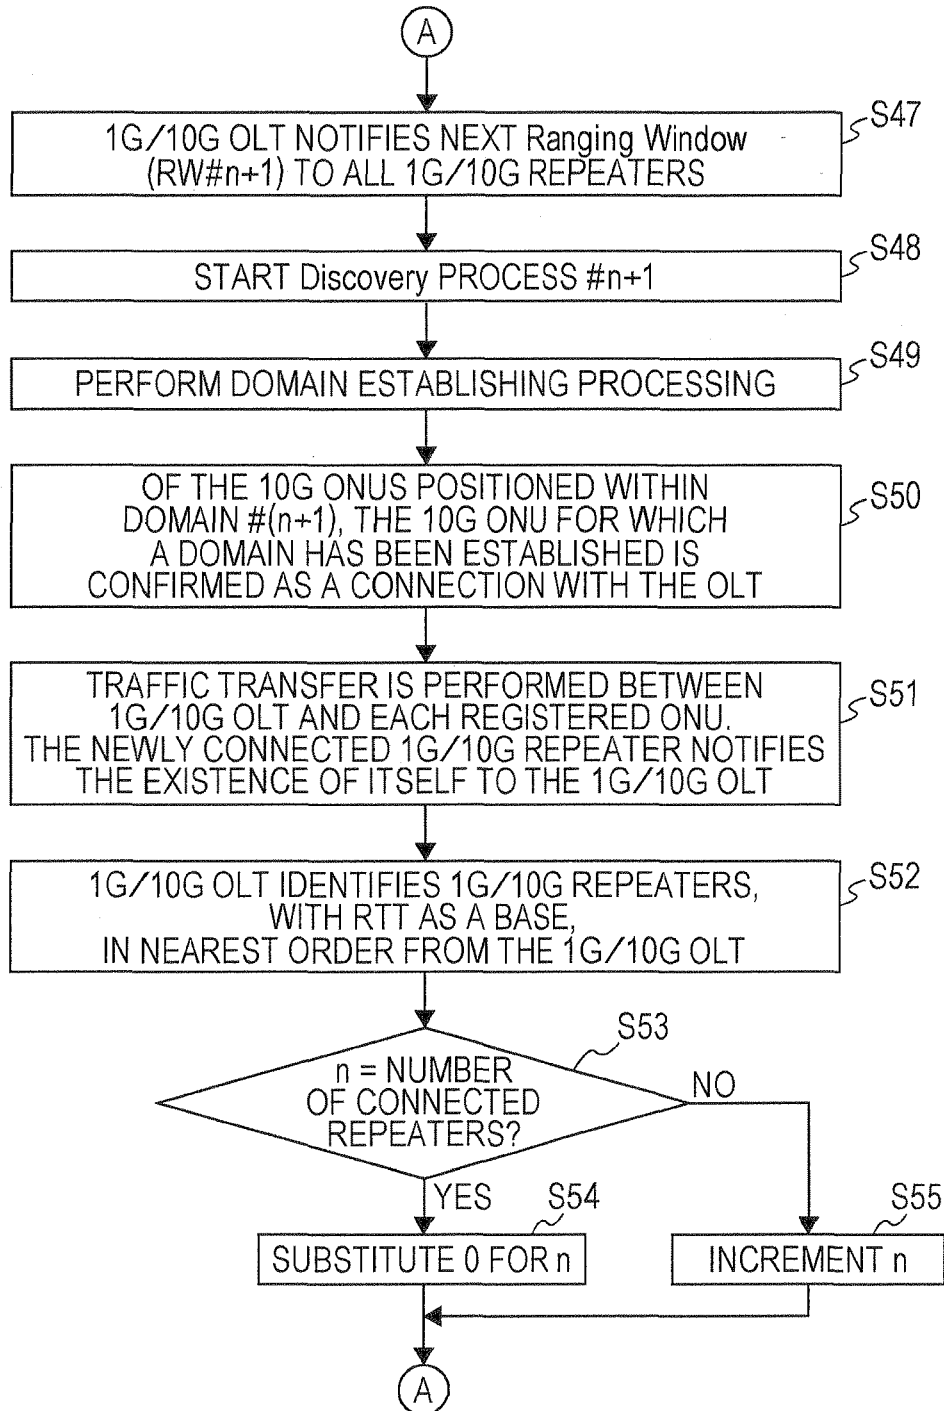 A
S47
1G/10G OLT NOTIFIES NEXT Ranging Window
(RW#n+1) TO ALL 1G/10G REPEATERS
S48
START Discovery PROCESS #n+1
S49
PERFORM DOMAIN ESTABLISHING PROCESSING
S50
OF THE 10G ONUS POSITIONED WITHIN
DOMAIN #(n+1), THE 10G ONU FOR WHICH
A DOMAIN HAS BEEN ESTABLISHED IS
CONFIRMED AS A CONNECTION WITH THE OLT
S51
TRAFFIC TRANSFER IS PERFORMED BETWEEN
1G/10G OLT AND EACH REGISTERED ONU.
THE NEWLY CONNECTED 1G/10G REPEATER NOTIFIES
THE EXISTENCE OF ITSELF TO THE 1G/10G OLT
S52
1G/10G OLT IDENTIFIES 1G/10G REPEATERS,
WITH RTT AS A BASE,
IN NEAREST ORDER FROM THE 1G/10G OLT
S53
n = NUMBER
OF CONNECTED
REPEATERS?
NO
YES
S54
SUBSTITUTE 0 FOR n
S55
INCREMENT n
A